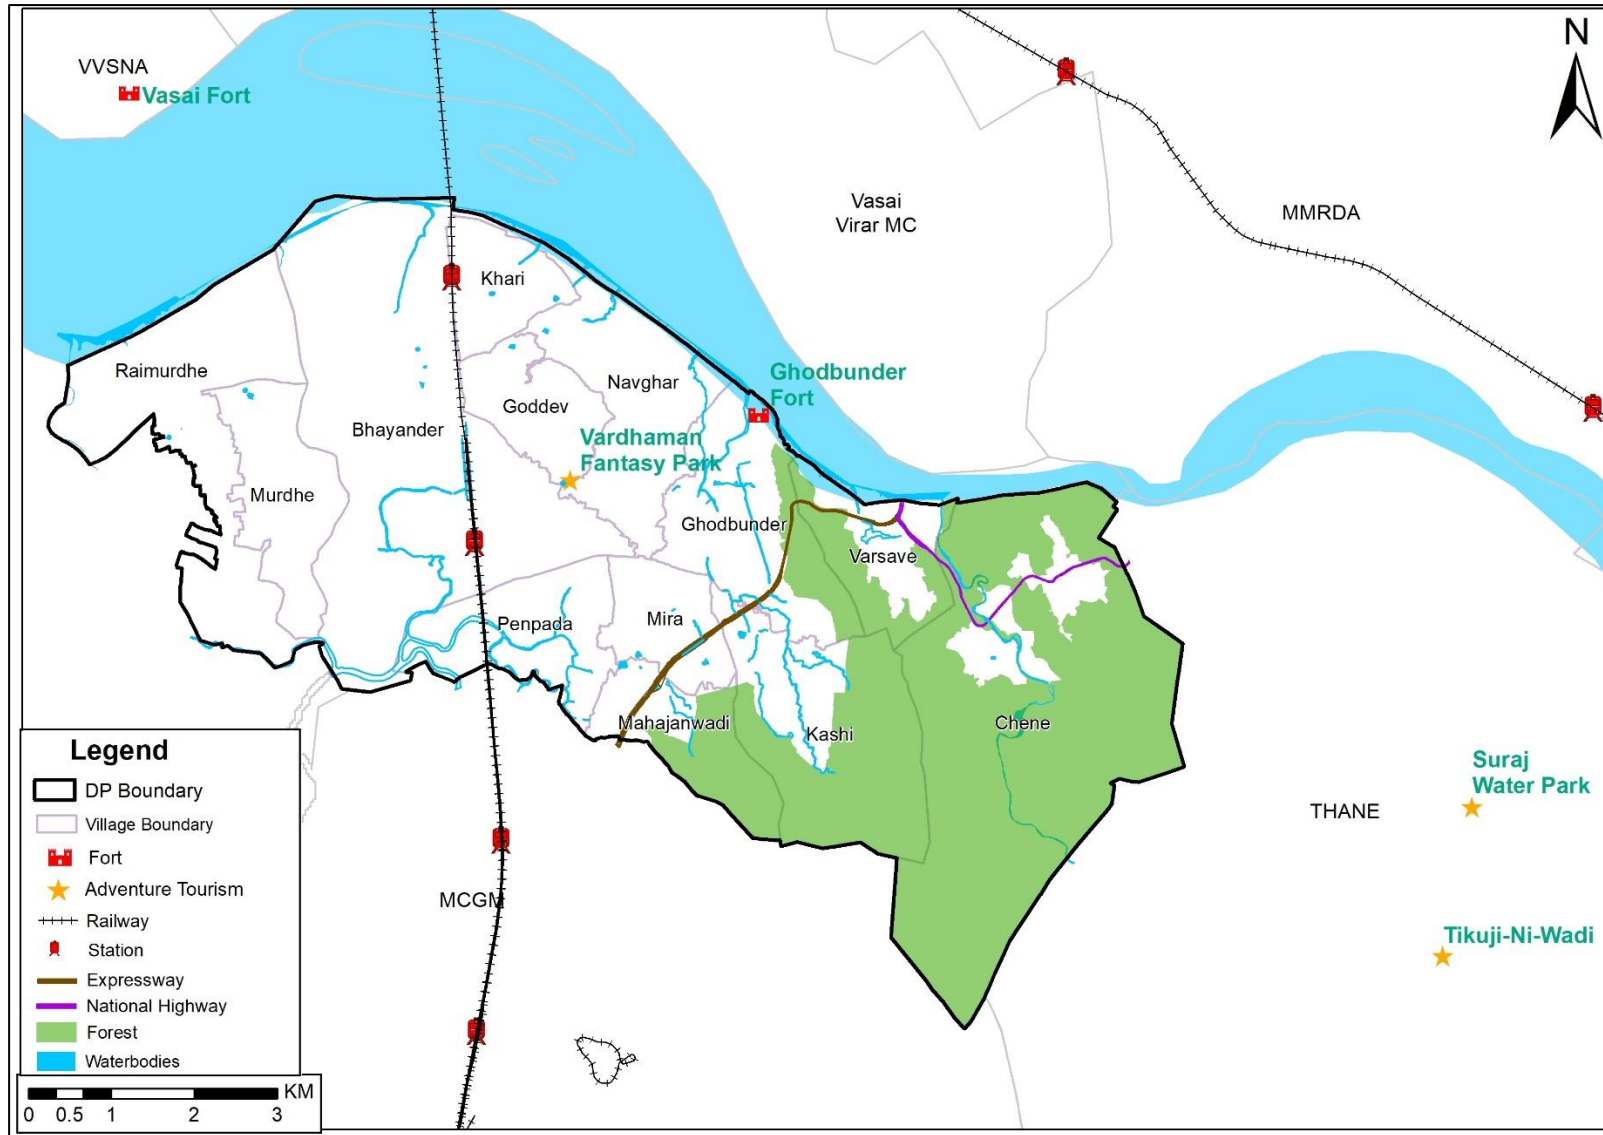 N
VVSNA
Vasai Fort
Vasai
Virar MC
MMRDA
Khari
Raimurdhe
Ghodbunder
Fort
Navghar
Goddev
Bhayander
Vardhaman
Fantasy Park
Murdhe
Ghodbunder
Varsave
Penpada
Mira
Mahajanwadi
Kashi
Chene
Suraj
Water Park
THANE
MCGM
Tikuji-Ni-Wadi
Legend
DP Boundary
Village Boundary
Fort
Adventure Tourism
Railway
Station
Expressway
National Highway
Forest
Waterbodies
KM
0 0.5 1 2 3